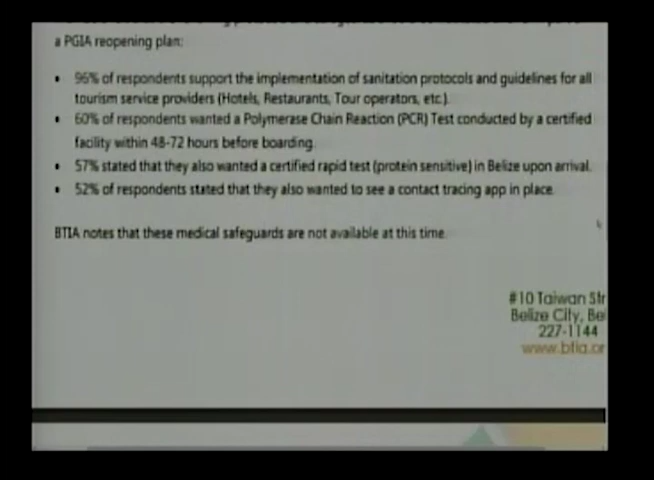 a PGIA reopening plan:
• 96% of respondents support the implementation of sanitation protocols and guidelines for all
tourism service providers (Hotels, Restaurants, Tour operators, etc.).
• 60% of respondents wanted a Polymerase Chain Reaction (PCR) Test conducted by a certified
facility within 48-72 hours before boarding.
• 57% stated that they also wanted a certified rapid test (protein sensitive) in Belize upon arrival.
• 52% of respondents stated that they also wanted to see a contact tracing app in place.
BTIA notes that these medical safeguards are not available at this time.
#10 Taiwan Str
Belize City, Bel
227-1144
www.btia.or